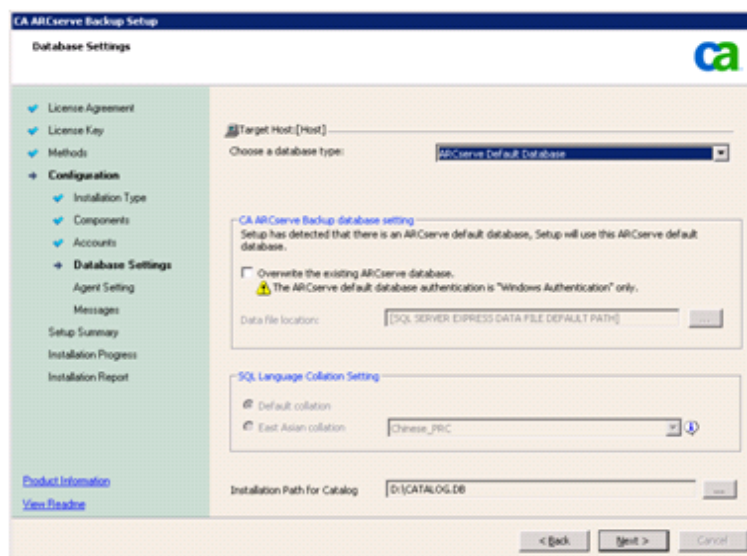 CA ARCserve Backup Setup
Database Settings
ca
License Agreement
License Key
Methods
Configuration
Installation Type
Components
Accounts
Database Settings
Agent Setting
Messages
Setup Summary
Installation Progress
Installation Report
Product Information
View Readme
Target Host:[Host]
Choose a database type: ARCserve Default Database
CA ARCserve Backup database setting
Setup has detected that there is an ARCserve default database, Setup will use this ARCserve default
database.
Overwrite the existing ARCserve database.
The ARCserve default database authentication is "Windows Authentication" only.
Data file location: [SQL SERVER EXPRESS DATA FILE DEFAULT PATH] ...
SQL Language Collation Setting
Default collation
East Asian collation Chinese_PRC
Installation Path for Catalog D:\CATALOG.DB ...
< Back Next > Cancel